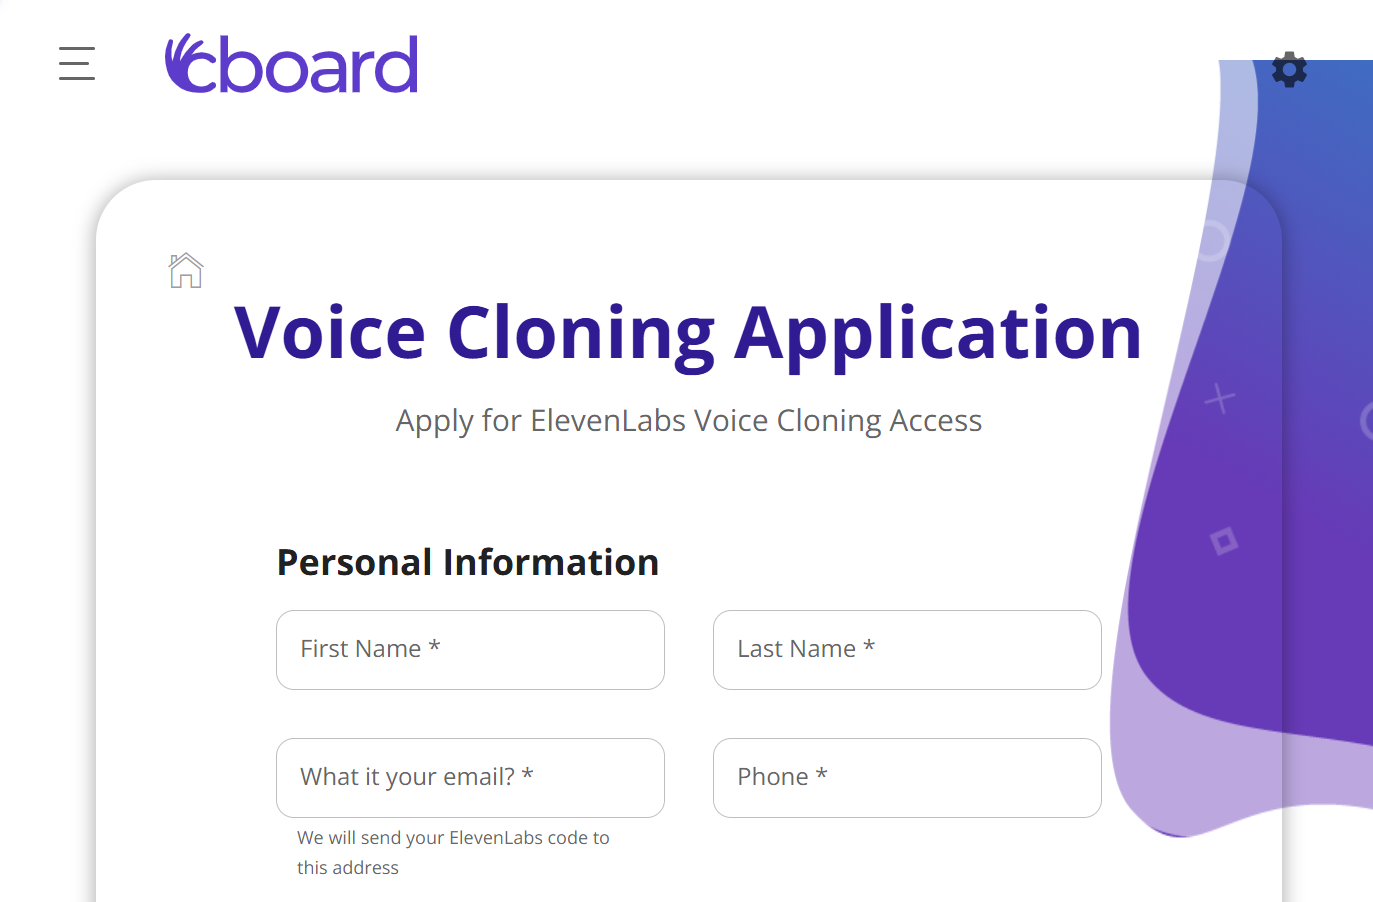 cboard
Voice Cloning Application
Apply for ElevenLabs Voice Cloning Access
Personal Information
First Name *
Last Name *
What it your email? *
Phone *
We will send your ElevenLabs code to
this address